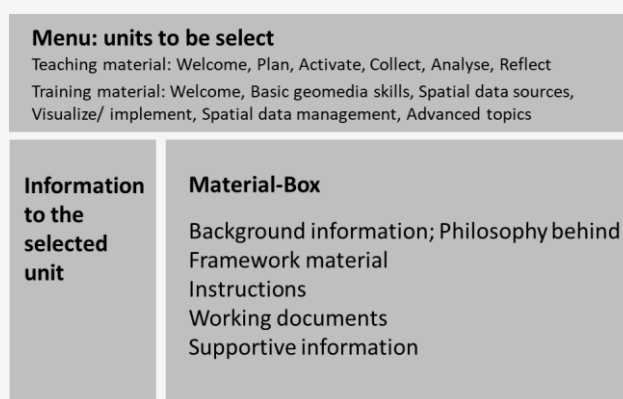 Menu: units to be select
Teaching material: Welcome, Plan, Activate, Collect, Analyse, Reflect
Training material: Welcome, Basic geomedia skills, Spatial data sources,
Visualize/ implement, Spatial data management, Advanced topics
Information
to the
selected
unit
Material-Box
Background information; Philosophy behind
Framework material
Instructions
Working documents
Supportive information